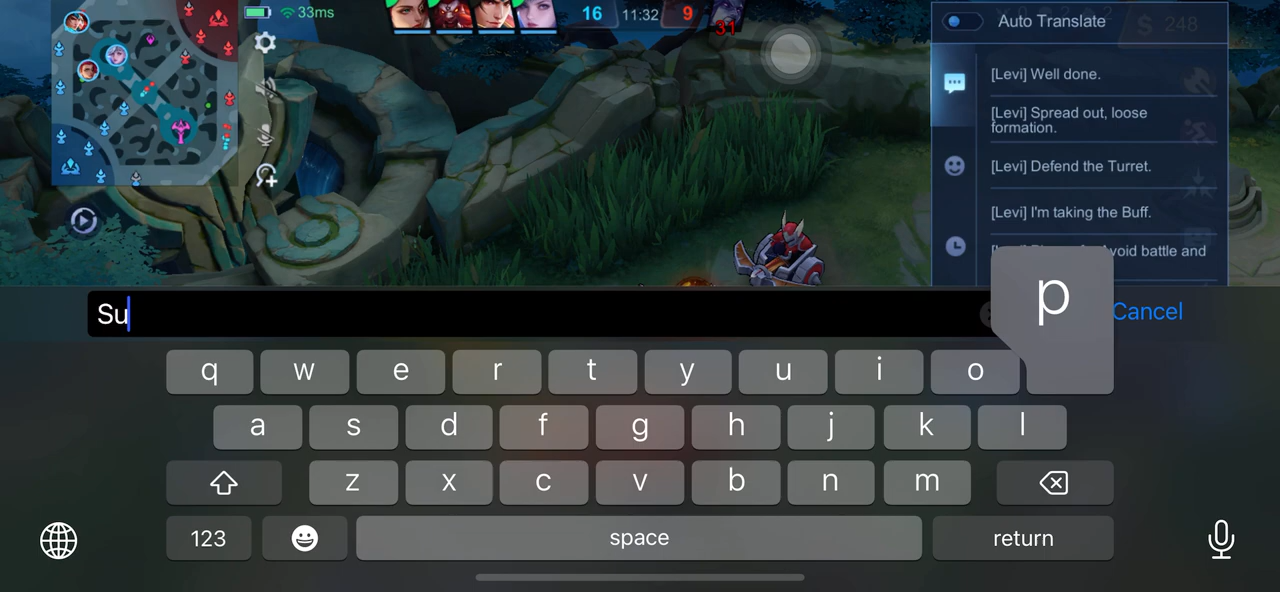 33ms
16 11:32 9
31
Auto Translate
248
[Levi] Well done.
[Levi] Spread out, loose
formation.
[Levi] Defend the Turret.
[Levi] I'm taking the Buff.
void battle and
Su
Cancel
p
q w e r t y u i o
a s d f g h j k l
z x c v b n m
123 space return